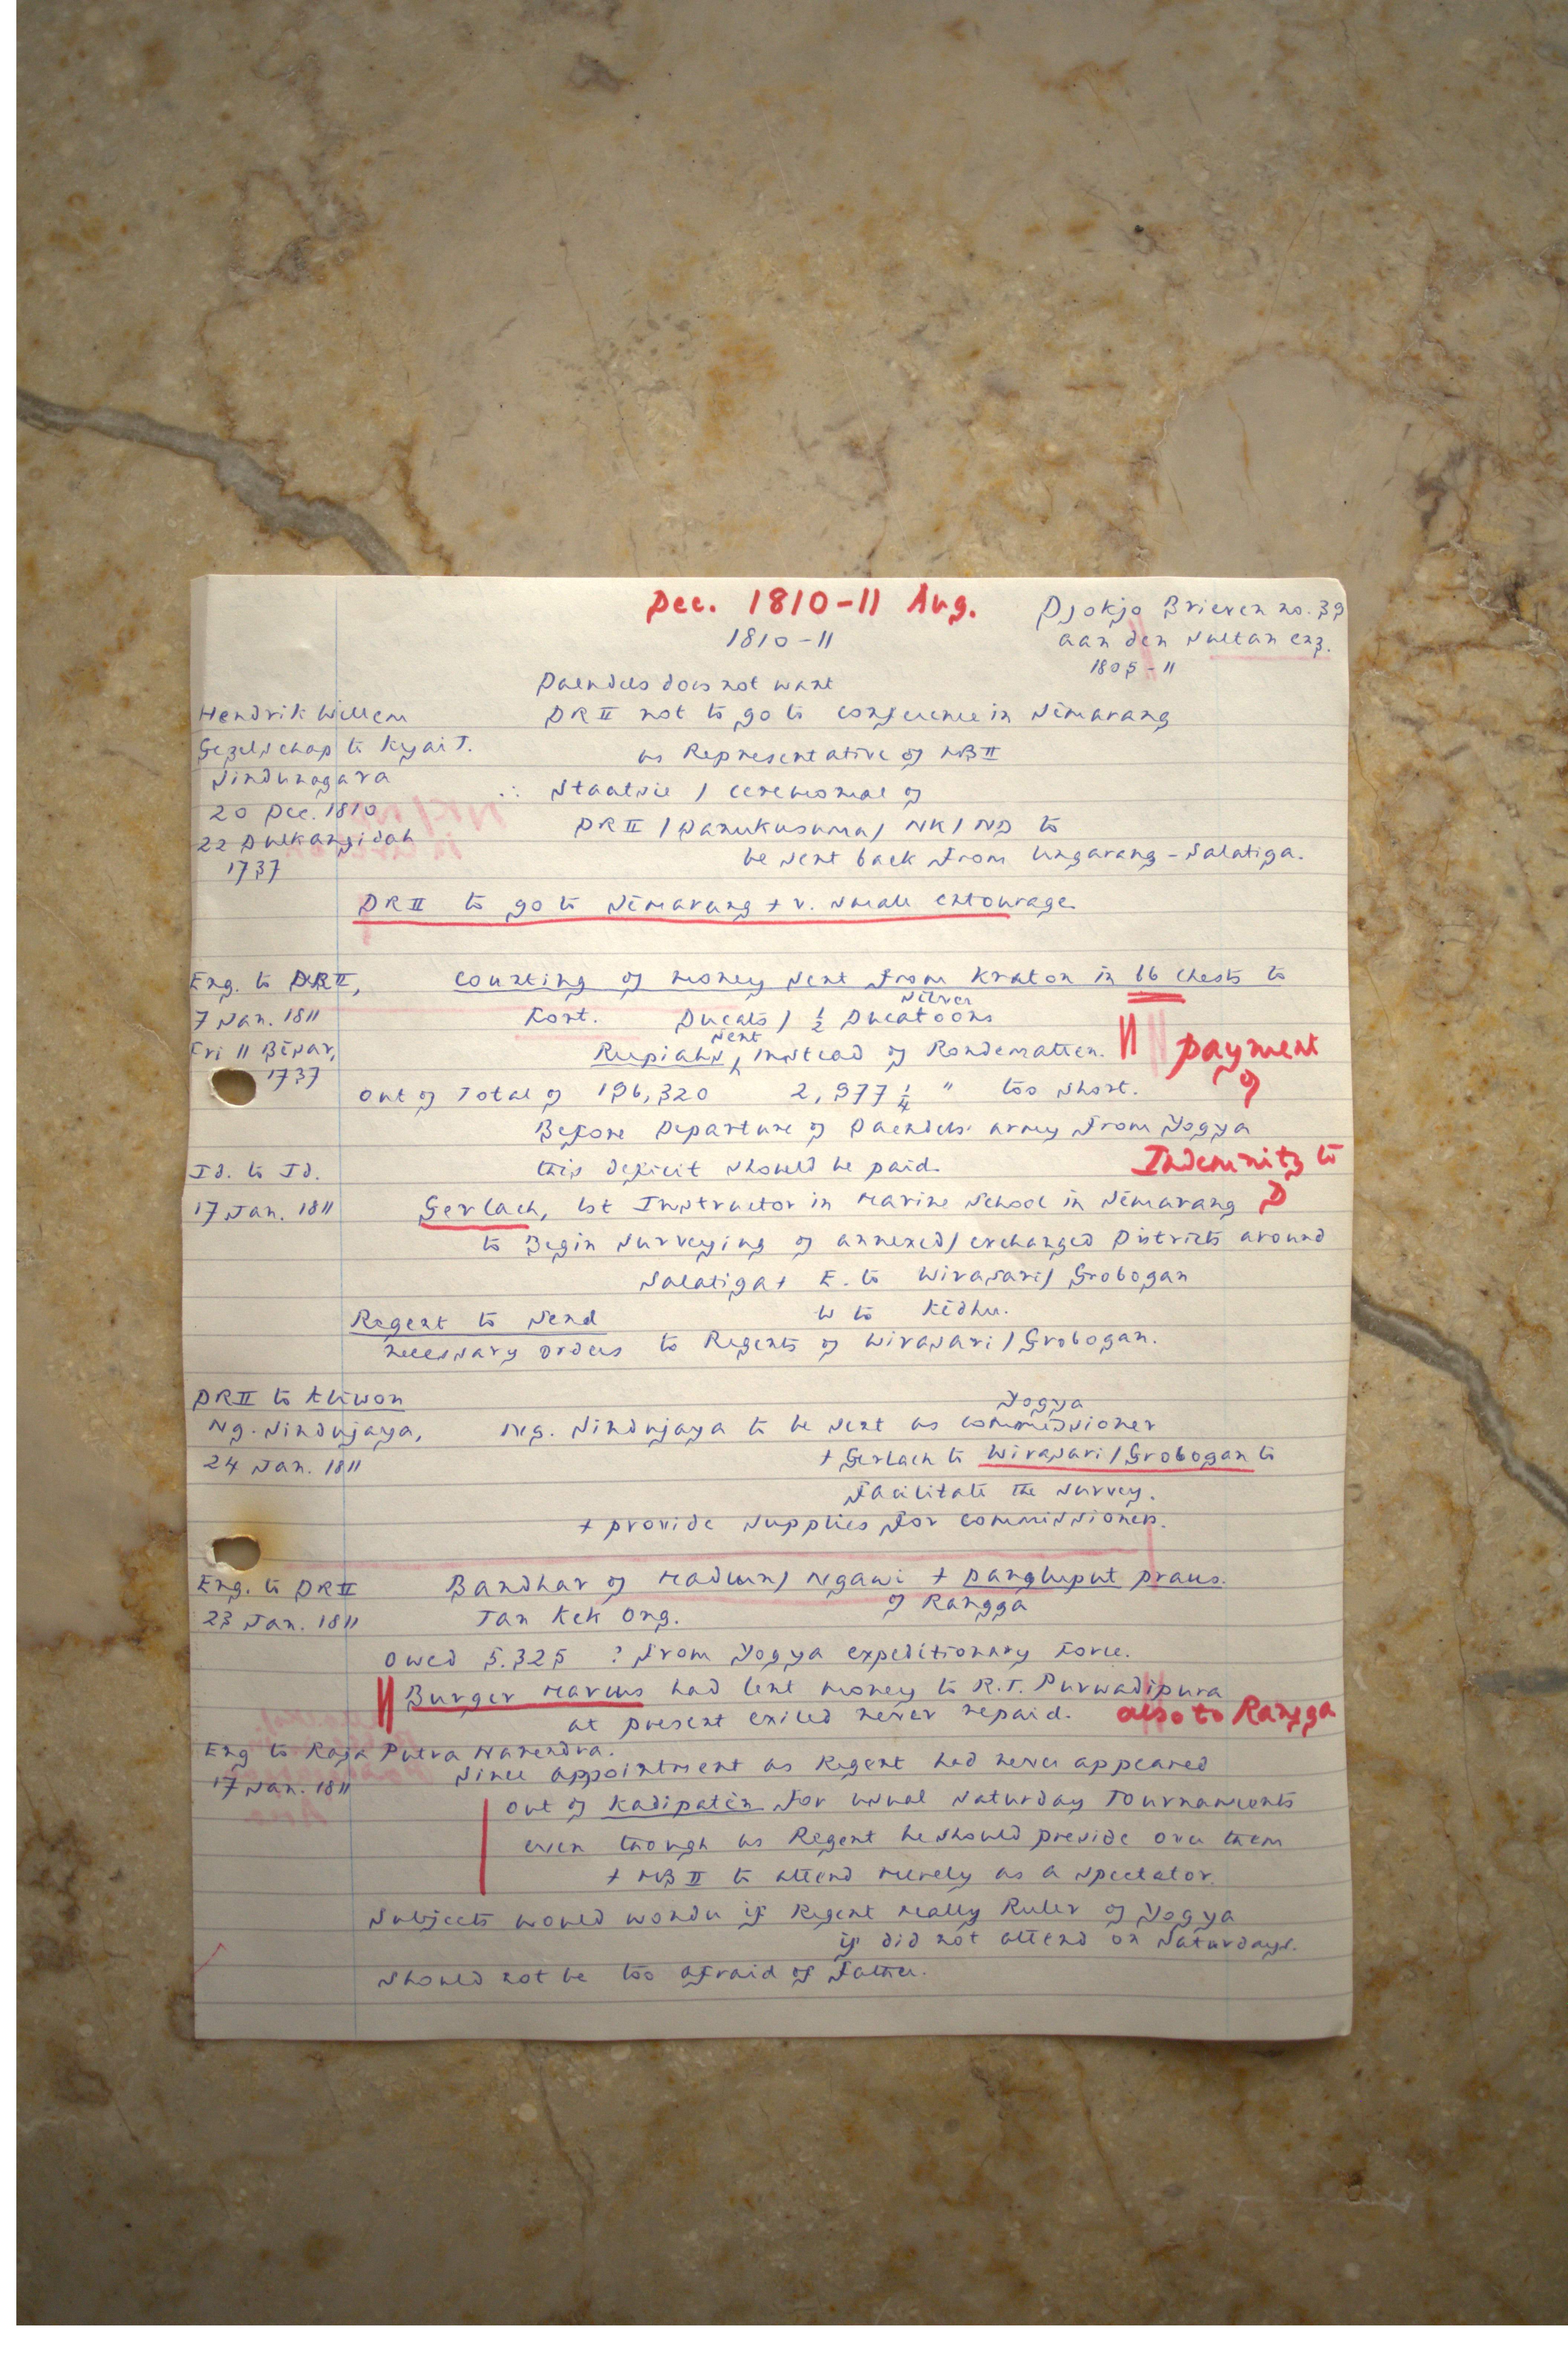 Dec. 1810-11 Aug.
1810-11
Djokjo Brieven no. 39
aan den Sultan enz.
1805-11
Hendrik Willem
Gezelschap to Kyai T.
Sindunagara
20 Dec. 1810
22 Dulkangidah
1737
Daendels does not want
DR II not to go to conference in Semarang
as Representative of HB II
∴ Staatsie / ceremonial of
DR II / Danukusuma / NK / ND to
be sent back from Ungarang - Salatiga.
DR II to go to Sĕmarang + v. small entourage.
Eng. to DR II,
7 Jan. 1811
Fri 11 Bĕsar,
1737
Counting of money sent from Kraton in 16 chests to
Fort. Ducats / ½ Silver Ducatoons
Rupiahs, sent instead of Rondematten. || payment
of
Out of Total of 196,320 2,977 ¼ " too short.
Before Departure of Daendels' army from Yogya
this deficit should be paid.
Indemnity to
D
Id. to Id.
17 Jan. 1811
Gerlach, 1st Instructor in Marine School in Sĕmarang
to Begin surveying of annexed / exchanged Districts around
Salatiga + E. to Wirasari / Grobogan
W to Kĕdhu.
Regent to send
necessary orders to Regents of Wirasari / Grobogan.
DR II to Kliwon
Ng. Sindujaya,
24 Jan. 1811
Ng. Sindujaya to be sent as Yogya commissioner
+ Gerlach to Wirasari / Grobogan to
Facilitate the survey.
+ provide supplies for commissioners.
Eng. to DR II
23 Jan. 1811
Bandhar of Madiun / Ngawi + Dangluput praus.
Tan Kek Ong. of Rangga
owed 5.325 ? from Yogya expeditionary Force.
|| Burger Marcus had lent money to R.T. Purwadipura
at present exiled never repaid. also to Rangga
Eng to Raja Putra Narendra.
17 Jan. 1811
Since appointment as Regent had never appeared
out of Kadipatèn for usual Saturday Tournaments
even though as Regent he should preside over them
+ HB II to attend merely as a spectator.
Subjects would wonder if Regent really Ruler of Yogya
if did not attend on Saturdays.
Should not be too afraid of Father.